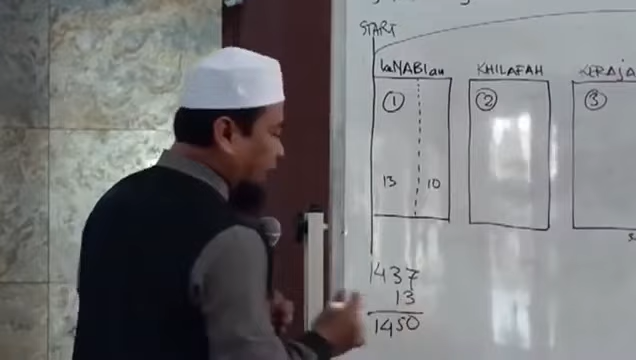 START
keNABIan
KHILAFAH
KERAJA
1
2
3
13
10
1437
13
1450